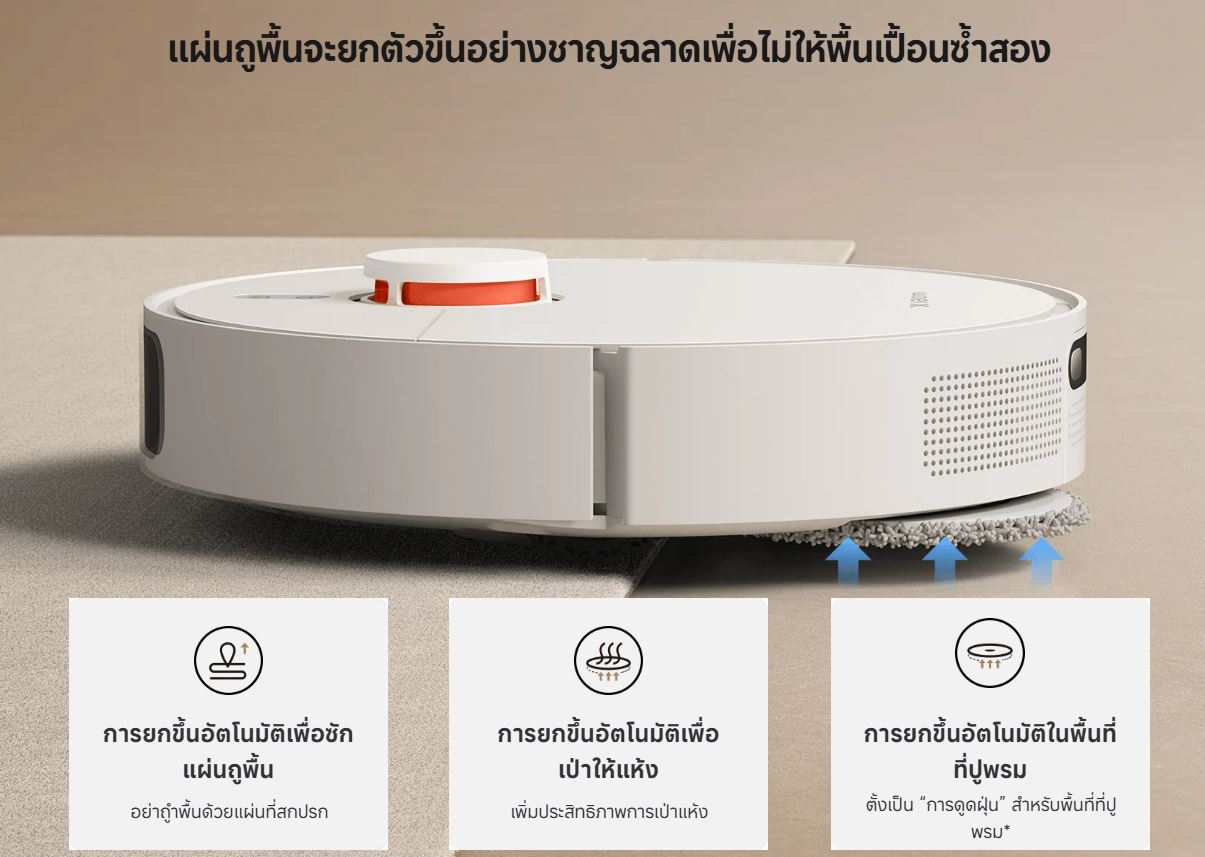 แผ่นถูพื้นจะยกตัวขึ้นอย่างชาญฉลาดเพื่อไม่ให้พื้นเปื้อนซ้ำสอง
xiaomi
การยกขึ้นอัตโนมัติเพื่อซัก
แผ่นถูพื้น
อย่าถูำพื้นด้วยแผ่นที่สกปรก
การยกขึ้นอัตโนมัติเพื่อ
เป่าให้แห้ง
เพิ่มประสิทธิภาพการเป่าแห้ง
การยกขึ้นอัตโนมัติในพื้นที่
ที่ปูพรม
ตั้งเป็น “การดูดฝุ่น” สำหรับพื้นที่ที่ปู
พรม*